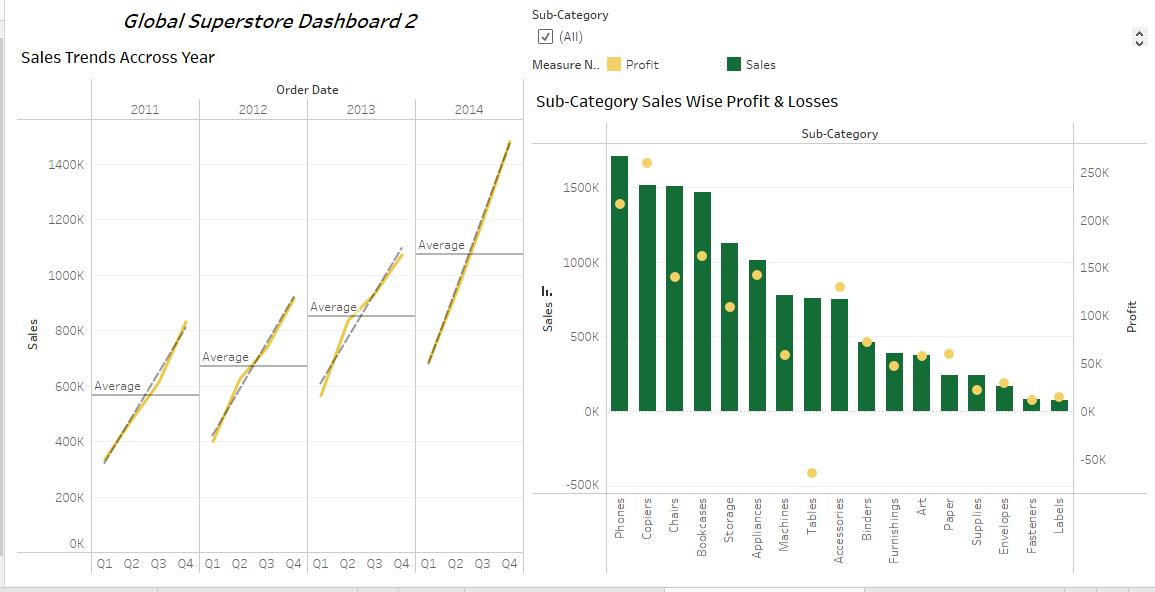 Global Superstore Dashboard 2
Sales Trends Accross Year
Order Date
2011 2012 2013 2014
Sales
1400K
1200K
1000K
800K
600K
400K
200K
0K
Average
Average
Average
Average
Q1 Q2 Q3 Q4 Q1 Q2 Q3 Q4 Q1 Q2 Q3 Q4 Q1 Q2 Q3 Q4
Sub-Category
(All)
Measure N.. Profit Sales
Sub-Category Sales Wise Profit & Losses
Sub-Category
Sales
1500K
1000K
500K
0K
-500K
250K
200K
150K
100K
50K
0K
-50K
Profit
Phones
Copiers
Chairs
Bookcases
Storage
Appliances
Machines
Tables
Accessories
Binders
Furnishings
Art
Paper
Supplies
Envelopes
Fasteners
Labels